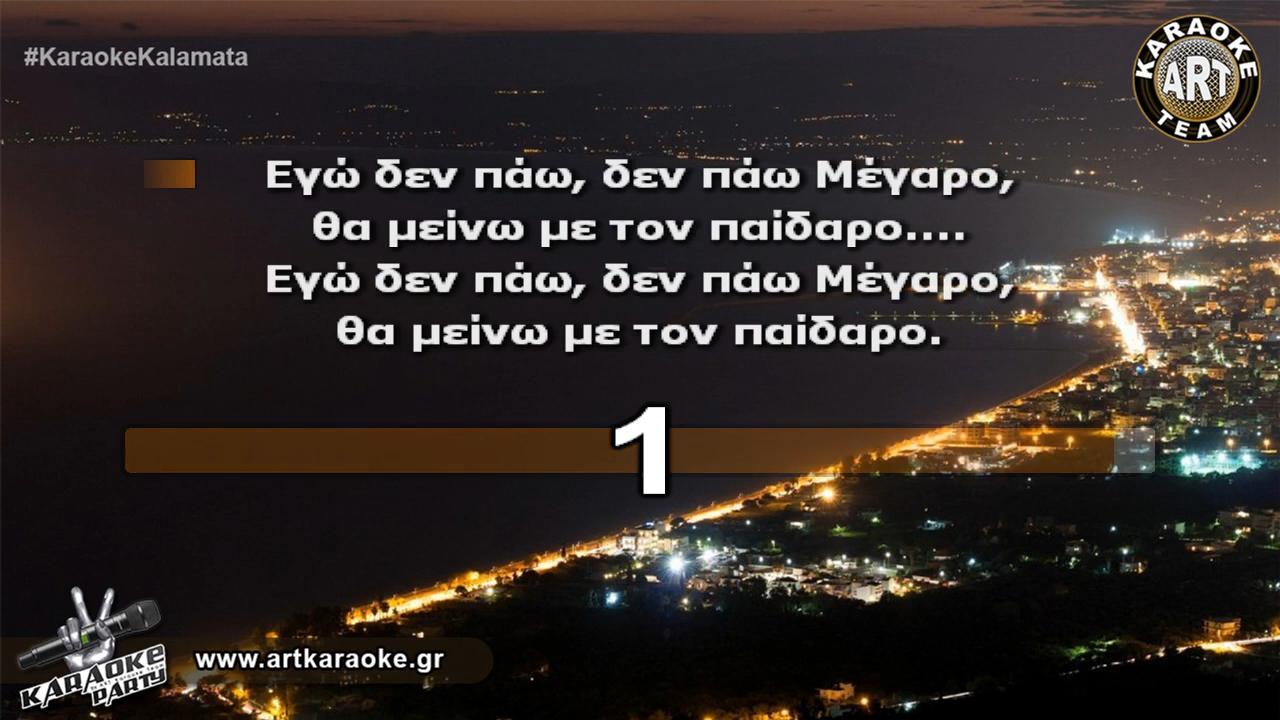 #KaraokeKalamata
KARAOKE
ART
TEAM
Εγώ δεν πάω, δεν πάω Μέγαρο,
θα μείνω με τον παίδαρο....
Εγώ δεν πάω, δεν πάω Μέγαρο,
θα μείνω με τον παίδαρο.
1
KARAOKE
PARTY
www.artkaraoke.gr